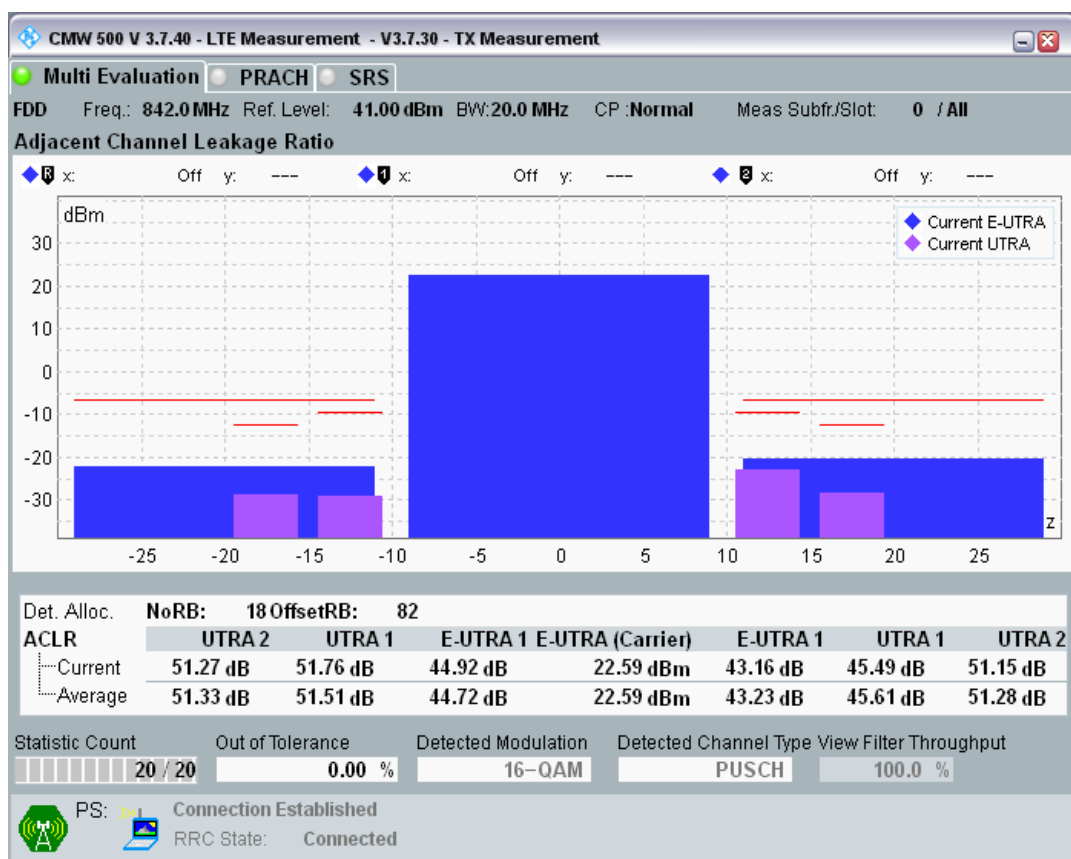 CMW 500 V 3.7.40 - LTE Measurement - V3.7.30 - TX Measurement
Multi Evaluation PRACH SRS
FDD Freq.: 842.0 MHz Ref. Level: 41.00 dBm BW:20.0 MHz CP :Normal Meas Subfr./Slot: 0 / All
Adjacent Channel Leakage Ratio
R x: Off y: --- 1 x: Off y: --- 2 x: Off y: ---
dBm
Current E-UTRA
Current UTRA
30
20
10
0
-10
-20
-30
z
-25 -20 -15 -10 -5 0 5 10 15 20 25
Det. Alloc. NoRB: 18 OffsetRB: 82
ACLR UTRA 2 UTRA 1 E-UTRA 1 E-UTRA (Carrier) E-UTRA 1 UTRA 1 UTRA 2
Current 51.27 dB 51.76 dB 44.92 dB 22.59 dBm 43.16 dB 45.49 dB 51.15 dB
Average 51.33 dB 51.51 dB 44.72 dB 22.59 dBm 43.23 dB 45.61 dB 51.28 dB
Statistic Count Out of Tolerance Detected Modulation Detected Channel Type View Filter Throughput
20 / 20 0.00 % 16-QAM PUSCH 100.0 %
PS: Connection Established
RRC State: Connected